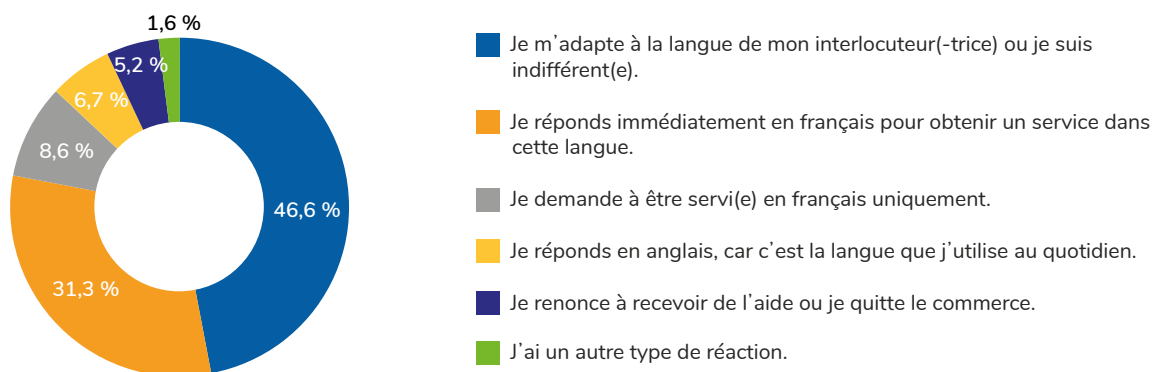 1,6 %
5,2 %
6,7 %
8,6 %
46,6 %
31,3 %
Je m’adapte à la langue de mon interlocuteur(-trice) ou je suis
indifférent(e).
Je réponds immédiatement en français pour obtenir un service dans
cette langue.
Je demande à être servi(e) en français uniquement.
Je réponds en anglais, car c’est la langue que j’utilise au quotidien.
Je renonce à recevoir de l’aide ou je quitte le commerce.
J’ai un autre type de réaction.